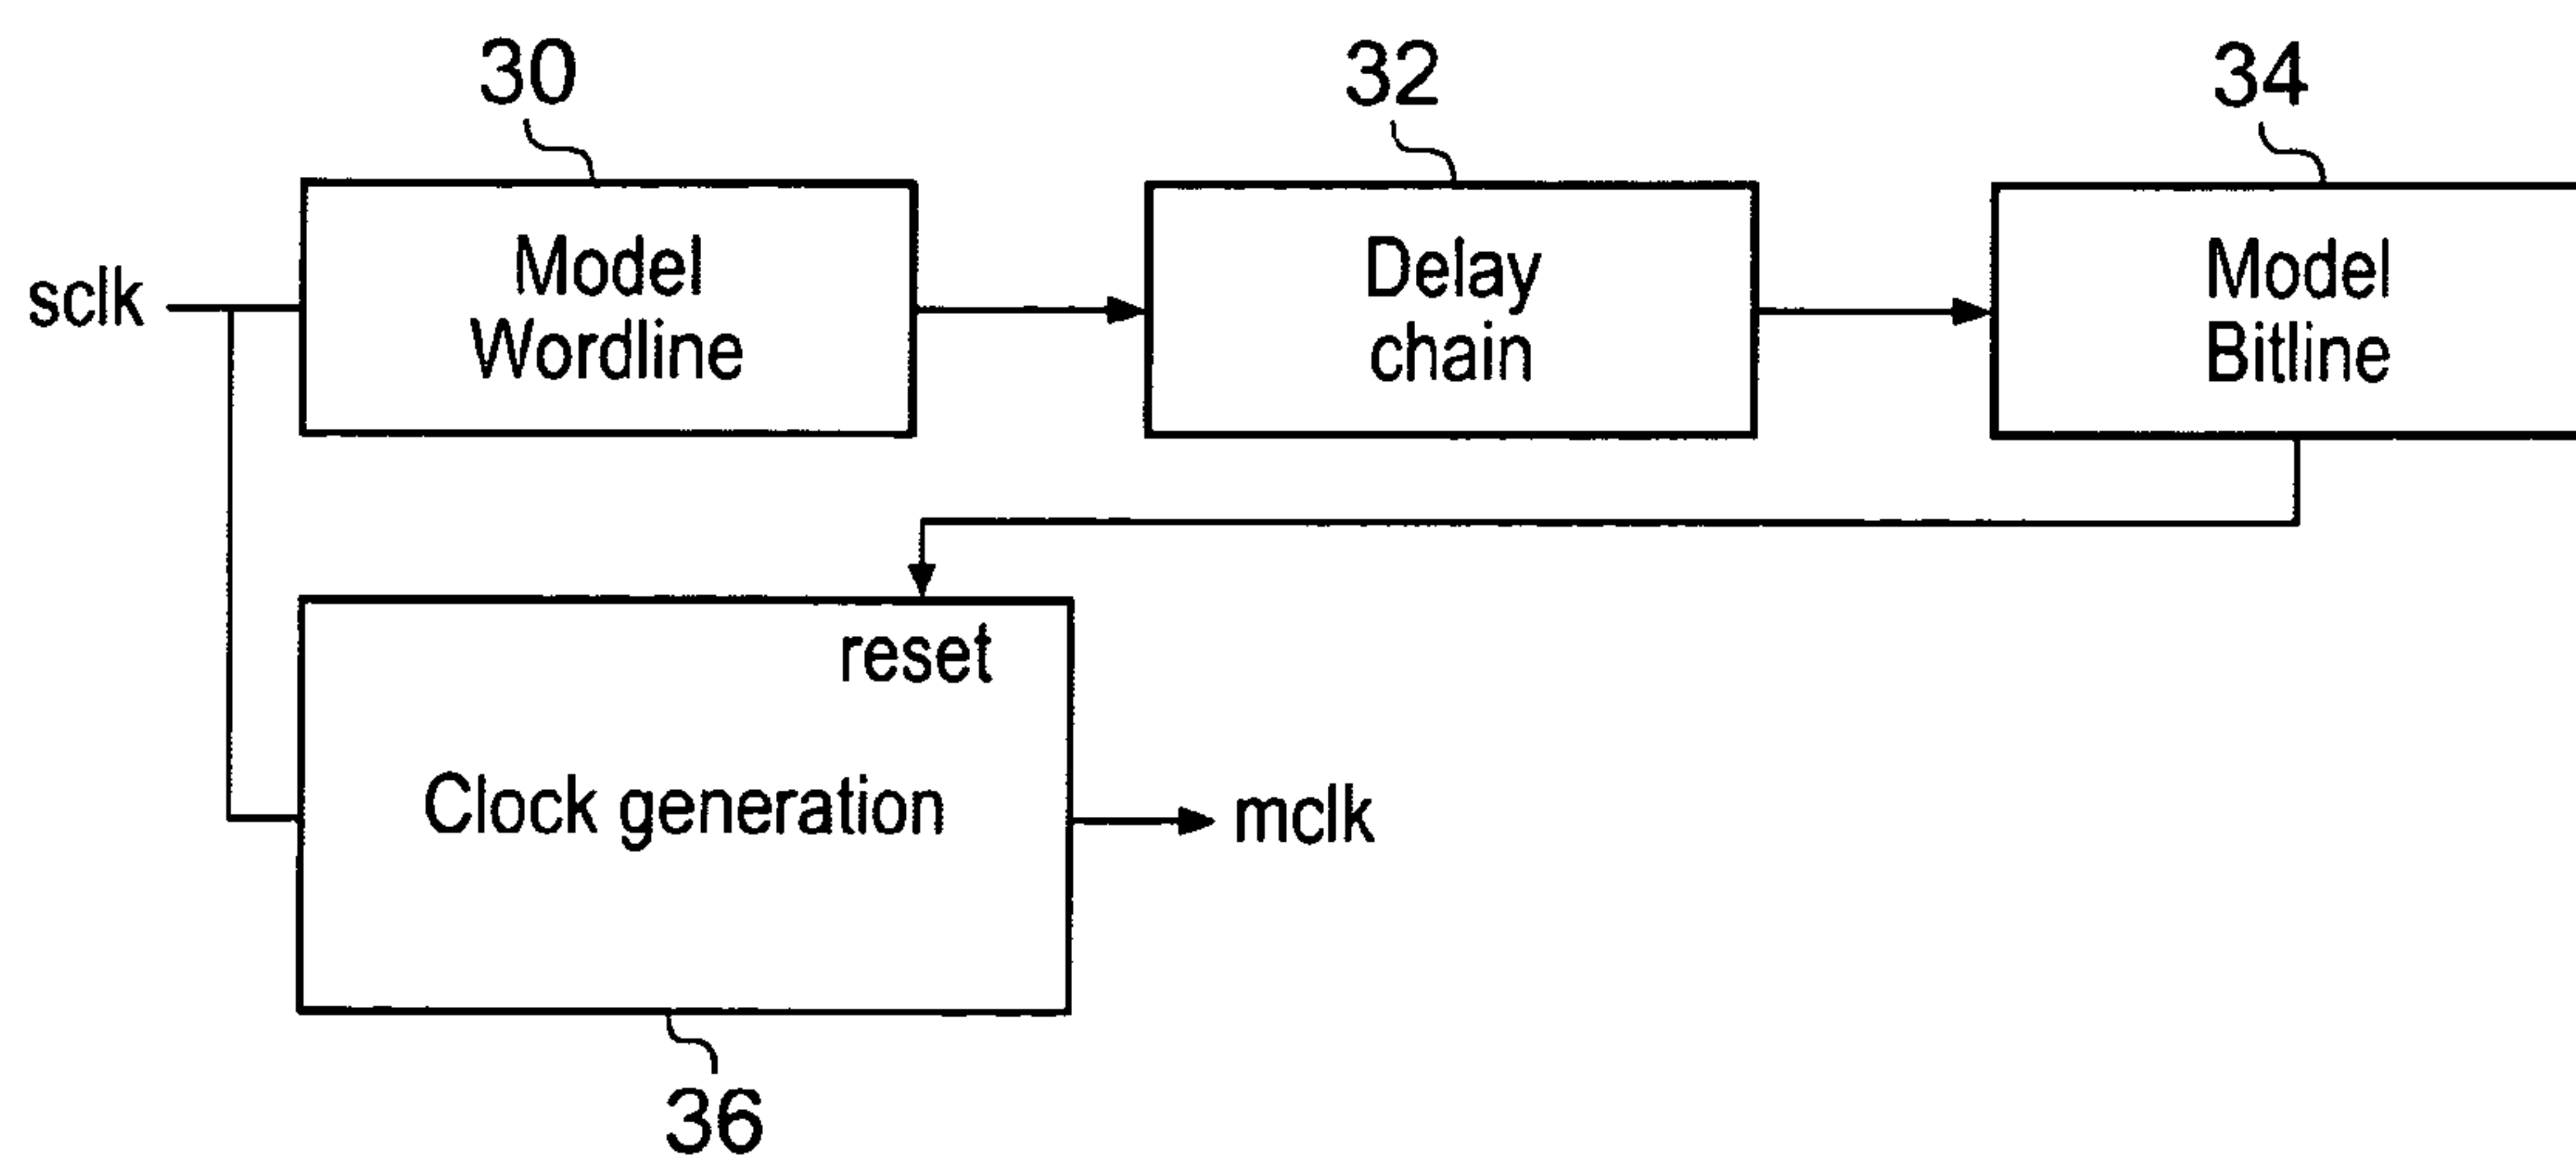 30
32
34
sclk
Model
Wordline
Delay
chain
Model
Bitline
reset
Clock generation
mclk
36